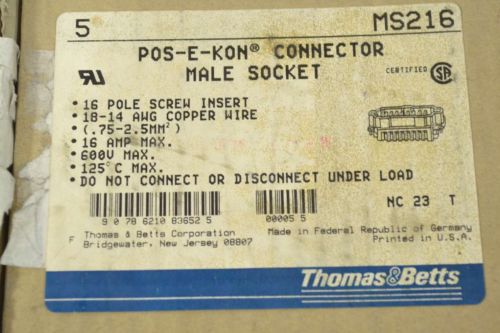 5 MS216
POS-E-KON® CONNECTOR
MALE SOCKET
CERTIFIED
• 16 POLE SCREW INSERT
• 18-14 AWG COPPER WIRE
• (.75-2.5MM²)
• 16 AMP MAX.
• 600V MAX.
• 125°C MAX.
• DO NOT CONNECT OR DISCONNECT UNDER LOAD
NC 23 T
9 0 78 6210 83652 5 00005 5
F Thomas & Betts Corporation
Bridgewater, New Jersey 08807
Made in Federal Republic of Germany
Printed in U.S.A.
Thomas&Betts